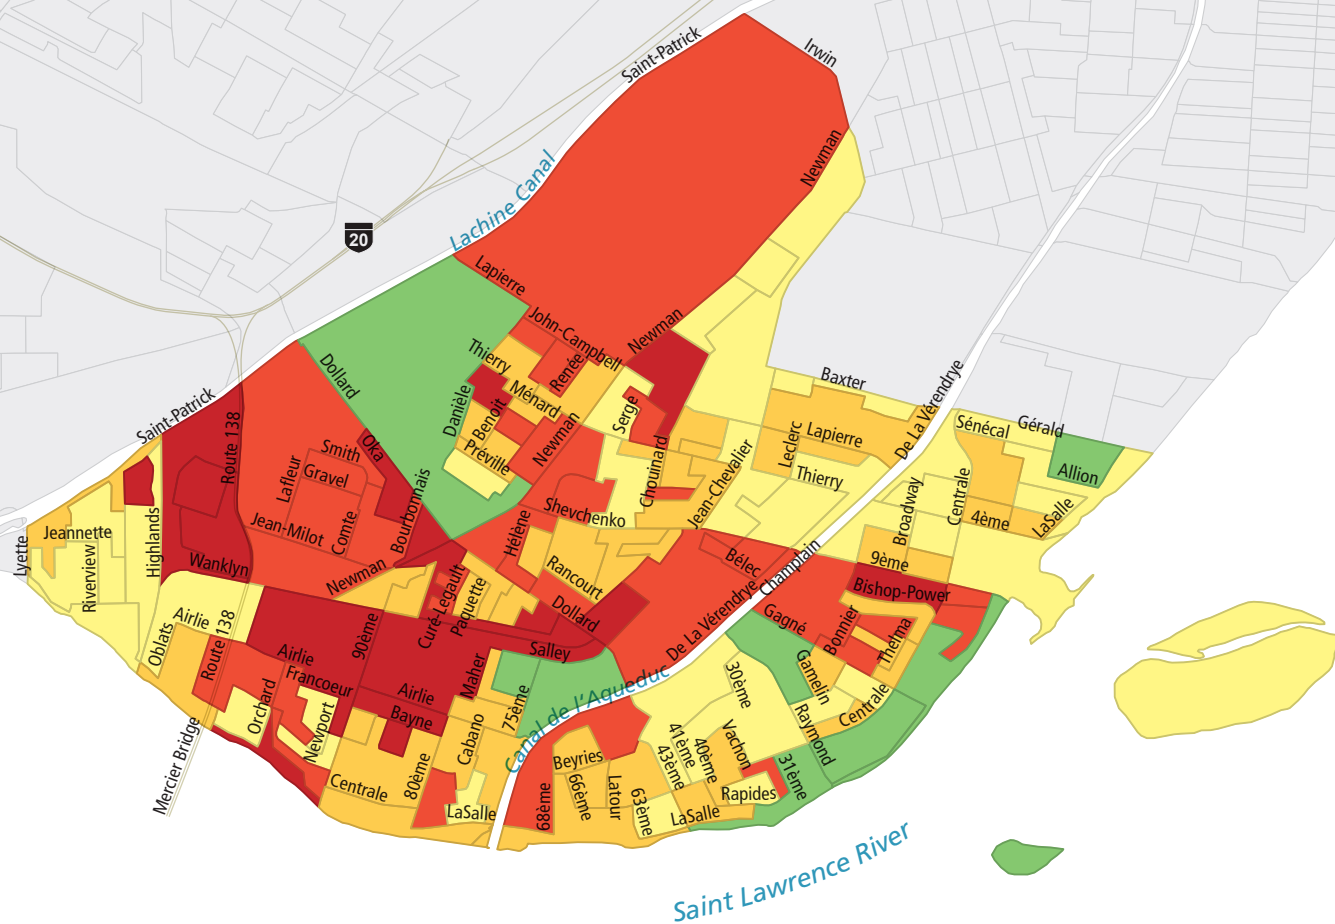 Saint-Patrick
Irwin
Newman
Lachine Canal
20
Lapierre
John-Campbell
Newman
Thierry
Renée
Dollard
Ménard
Danièle
Benoit
Serge
Baxter
De La Vérendrye
Saint-Patrick
Route 138
Oka
Smith
Préville
Newman
Chouinard
Jean-Chevalier
Leclerc
Lapierre
Sénécal
Gérald
Lafleur
Gravel
Thierry
Allion
Bourbonnais
Broadway
Centrale
Jeannette
Highlands
Jean-Milot
Comte
Hélène
Shevchenko
4ème
LaSalle
Lyette
Riverviewl
Wanklyn
Newman
Rancourt
Bélec
Champlain
9ème
Bishop-Power
Curé-Legault
Paquette
Dollard
De La Vérendrye
Airlie
Route 138
Oblats
90ème
Salley
Gagné
Bonnier
Thelma
Airlie
Francoeur
Airlie
Maher
Canal de l'Aqueduc
30ème
Gamelin
Centrale
Orchard
Newport
Bayne
75ème
Cabano
Raymond
Mercier Bridge
Centrale
80ème
Beyries
41ème
43ème
40ème
Vachon
31ème
LaSalle
68ème
66ème
Latour
63ème
LaSalle
Rapides
Saint Lawrence River